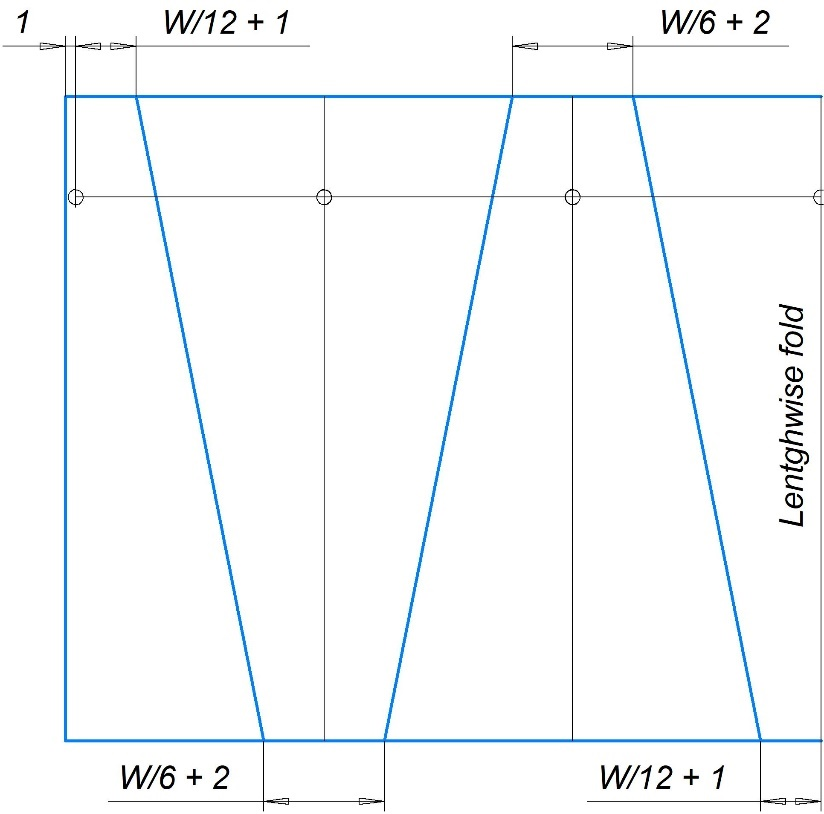 1
W/12 + 1
W/6 + 2
Lentghwise fold
W/6 + 2
W/12 + 1